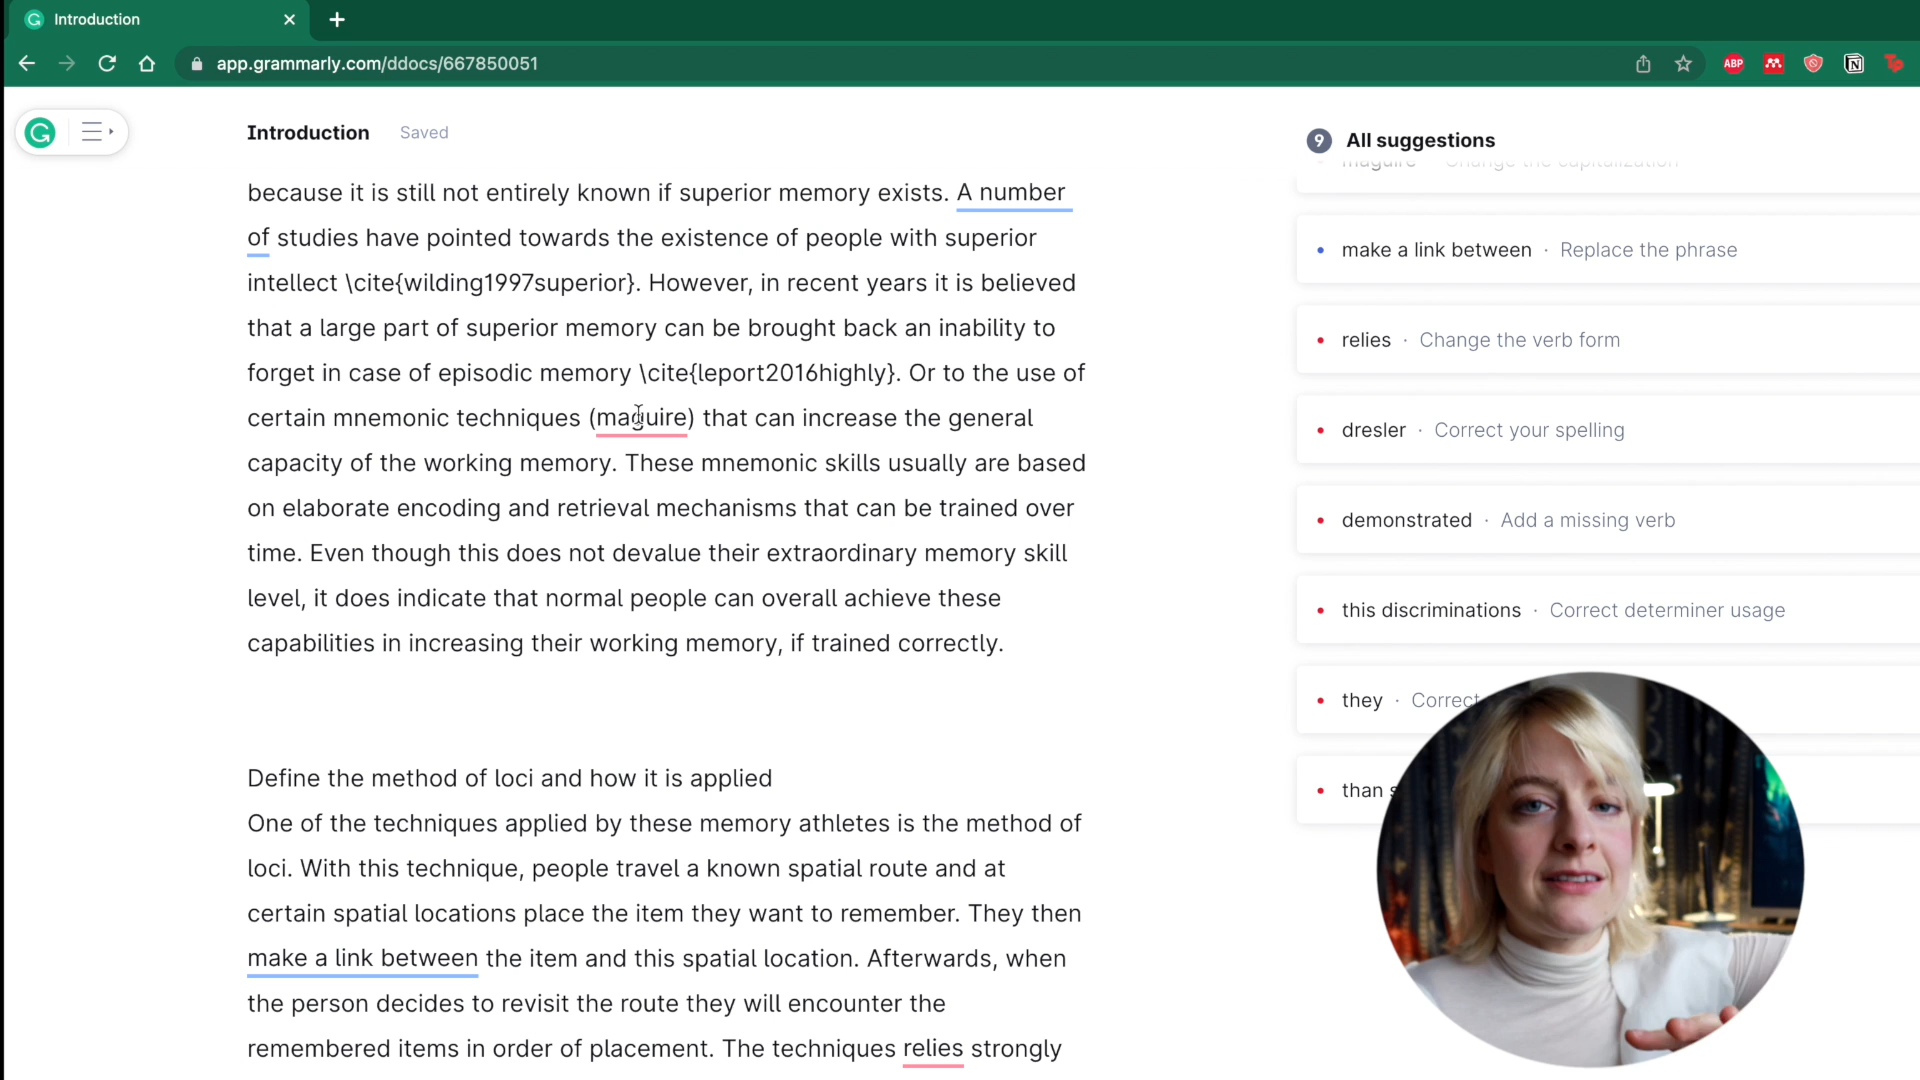 Introduction
app.grammarly.com/ddocs/667850051
ABP
Introduction Saved
9 All suggestions
maguire · Change the capitalization
because it is still not entirely known if superior memory exists. A number
of studies have pointed towards the existence of people with superior
intellect \cite{wilding1997superior}. However, in recent years it is believed
that a large part of superior memory can be brought back an inability to
forget in case of episodic memory \cite{leport2016highly}. Or to the use of
certain mnemonic techniques (maguire) that can increase the general
capacity of the working memory. These mnemonic skills usually are based
on elaborate encoding and retrieval mechanisms that can be trained over
time. Even though this does not devalue their extraordinary memory skill
level, it does indicate that normal people can overall achieve these
capabilities in increasing their working memory, if trained correctly.
Define the method of loci and how it is applied
One of the techniques applied by these memory athletes is the method of
loci. With this technique, people travel a known spatial route and at
certain spatial locations place the item they want to remember. They then
make a link between the item and this spatial location. Afterwards, when
the person decides to revisit the route they will encounter the
remembered items in order of placement. The techniques relies strongly
make a link between · Replace the phrase
relies · Change the verb form
dresler · Correct your spelling
demonstrated · Add a missing verb
this discriminations · Correct determiner usage
they · Correct
than